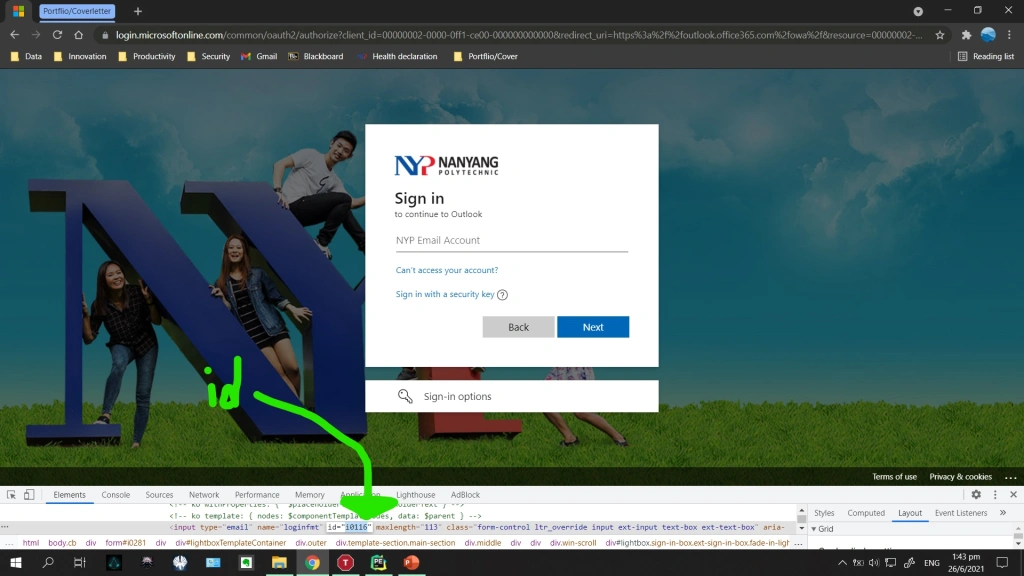 Portflio/Coverletter
login.microsoftonline.com/common/oauth2/authorize?client_id=00000002-0000-0ff1-ce00-000000000000&redirect_uri=https%3a%2f%2foutlook.office365.com%2fowa%2f&resource=00000002-...
Data Innovation Productivity Security Gmail Blackboard Health declaration Portflio/Cover Reading list
NYP NANYANG
POLYTECHNIC
Sign in
to continue to Outlook
NYP Email Account
Can't access your account?
Sign in with a security key ?
Back Next
Sign-in options
id
Terms of use Privacy & cookies ...
Elements Console Sources Network Performance Memory Application Lighthouse AdBlock
<!-- ko template: { nodes: $componentTemplateNodes, data: $parent } -->
... <input type="email" name="loginfmt" id="i0116" maxlength="113" class="form-control ltr_override input ext-input text-box ext-text-box" aria-
Styles Computed Layout Event Listeners »
Grid
... html body.cb div form#i0281 div div#lightboxTemplateContainer div.outer div.template-section.main-section div.middle div div div.win-scroll div#lightbox.sign-in-box.ext-sign-in-box.fade-in-ligh ...
ENG
1:43 pm
26/6/2021